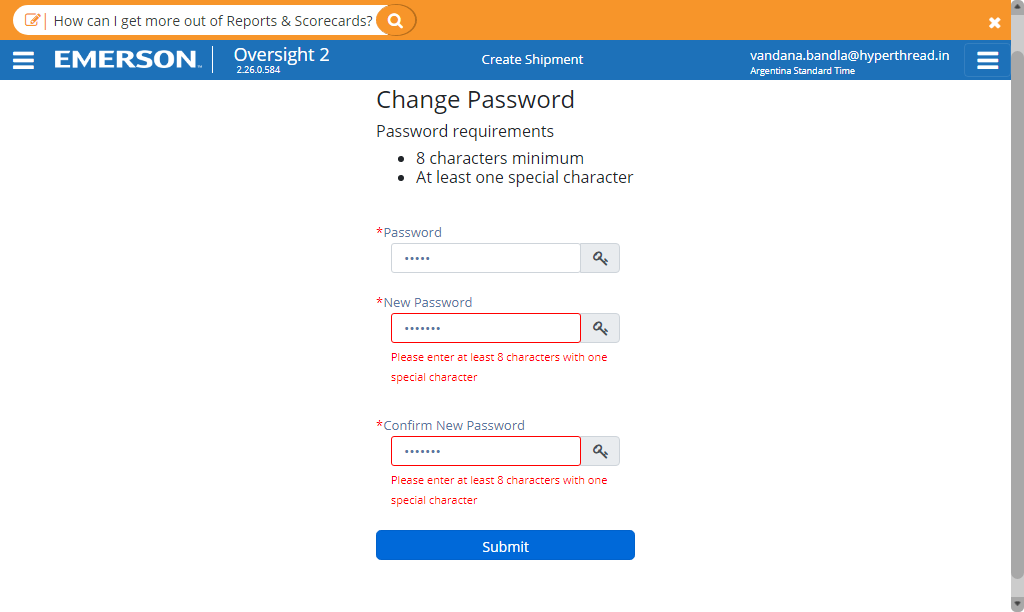 How can I get more out of Reports & Scorecards?
EMERSON™
Oversight 2
2.26.0.584
Create Shipment
vandana.bandla@hyperthread.in
Argentina Standard Time
Change Password
Password requirements
• 8 characters minimum
• At least one special character
*Password
•••••
*New Password
•••••••
Please enter at least 8 characters with one
special character
*Confirm New Password
•••••••
Please enter at least 8 characters with one
special character
Submit